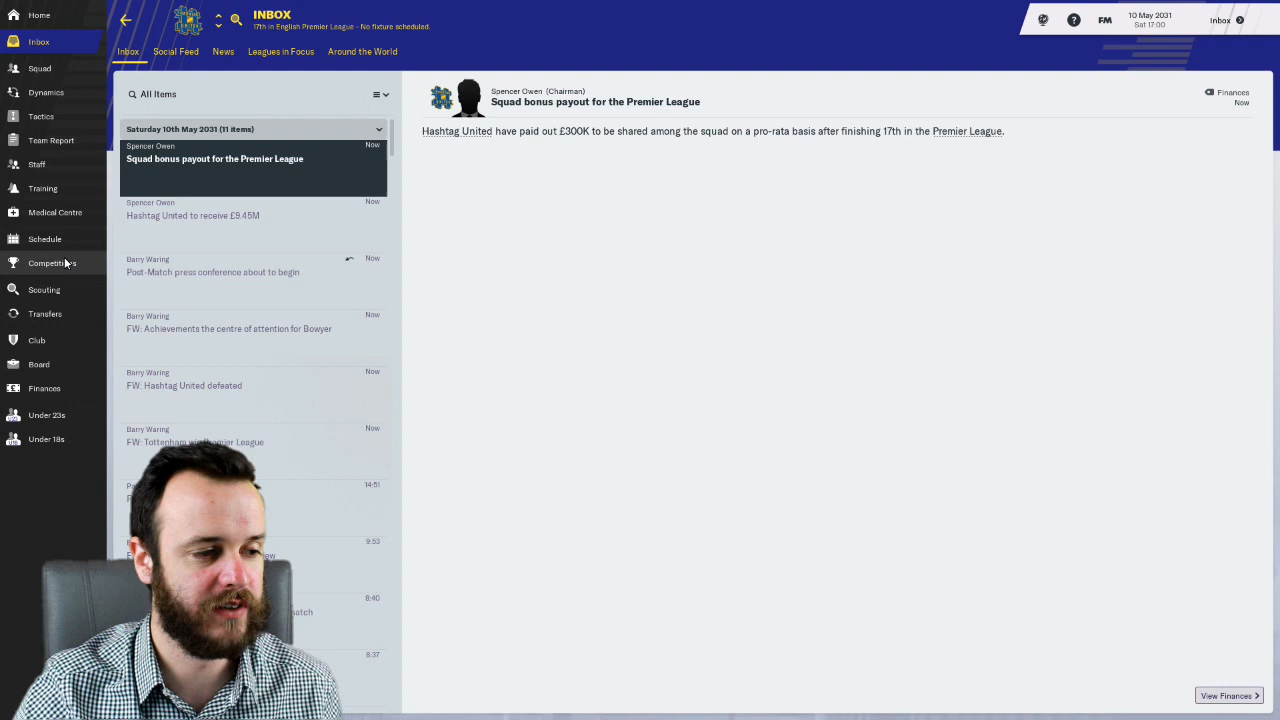 Home
Inbox
Squad
Dynamics
Tactics
Team Report
Staff
Training
Medical Centre
Schedule
Competitions
Scouting
Transfers
Club
Board
Finances
Under 23s
Under 18s
INBOX
17th in English Premier League - No fixture scheduled.
? FM
10 May 2031
Sat 17:00
Inbox
Inbox Social Feed News Leagues in Focus Around the World
All Items
Saturday 10th May 2031 (11 items)
Spencer Owen Now
Squad bonus payout for the Premier League
Spencer Owen Now
Hashtag United to receive £9.45M
Barry Waring Now
Post-Match press conference about to begin
Barry Waring Now
FW: Achievements the centre of attention for Bowyer
Barry Waring Now
FW: Hashtag United defeated
Barry Waring Now
FW: Tottenham win Premier League
14:51
9:53
8:40
8:37
Spencer Owen (Chairman)
Squad bonus payout for the Premier League
Finances
Now
Hashtag United have paid out £300K to be shared among the squad on a pro-rata basis after finishing 17th in the Premier League.
View Finances